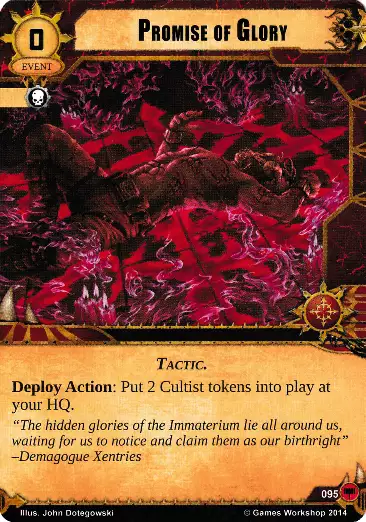 0
PROMISE OF GLORY
EVENT
TACTIC.
Deploy Action: Put 2 Cultist tokens into play at
your HQ.
“The hidden glories of the Immaterium lie all around us,
waiting for us to notice and claim them as our birthright”
–Demagogue Xentries
095
Illus. John Dotegowski
© Games Workshop 2014